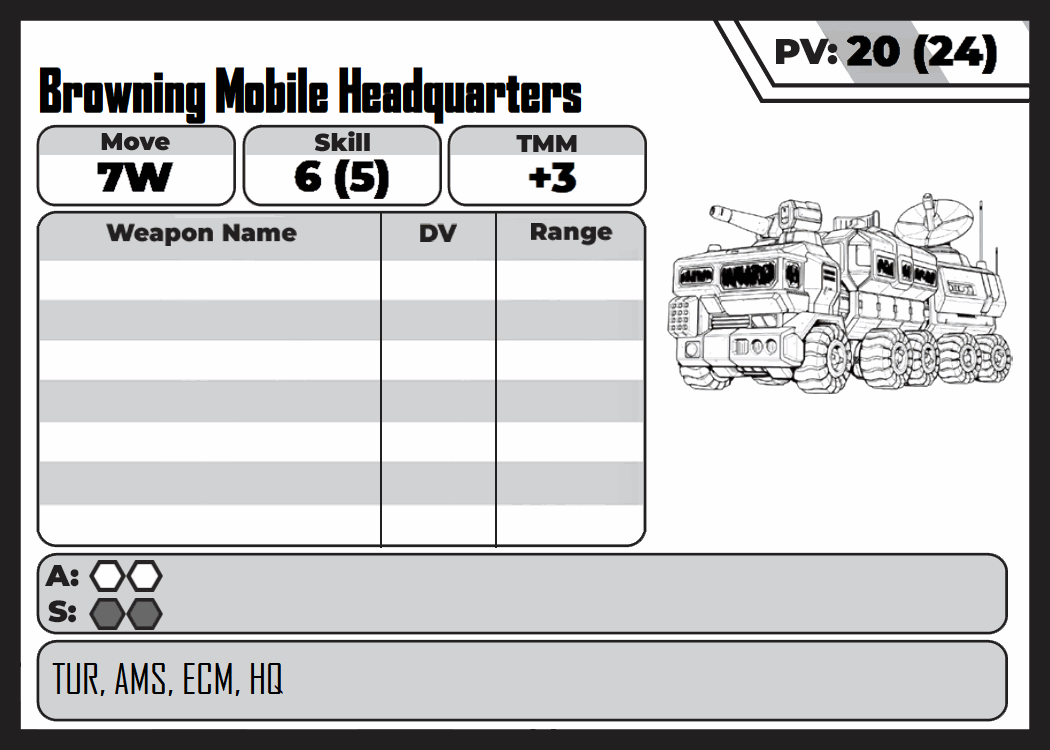 PV: 20 (24)
Browning Mobile Headquarters
Move Skill TMM
7W 6 (5) +3
Weapon Name DV Range
A:
S:
TUR, AMS, ECM, HQ